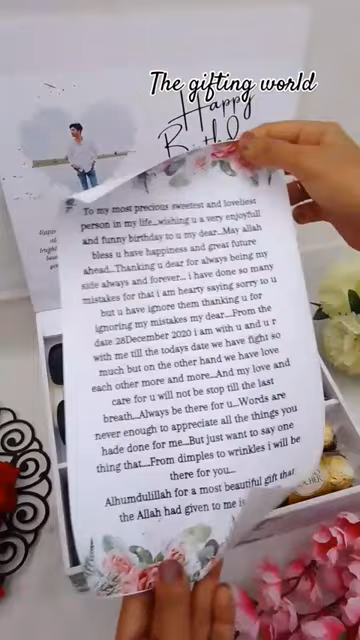 The gifting world
Happy
Birthd
To my most precious sweetest and loveliest
person in my life...wishing u a very enjoyfull
and funny birthday to u my dear...May allah
bless u have happiness and great future
ahead...Thanking u dear for always being my
side always and forever... i have done so many
mistakes for that i am hearty saying sorry to u
but u have ignore them thanking u for
ignoring my mistakes my dear...From the
date 28December 2020 i am with u and u r
with me till the todays date we have fight so
much but on the other hand we have love
each other more and more...And my love and
care for u will not be stop till the last
breath...Always be there for u...Words are
never enough to appreciate all the things you
hade done for me...But just want to say one
thing that...From dimples to wrinkles i will be
there for you...
Alhumdulillah for a most beautiful gift that
the Allah had given to me is